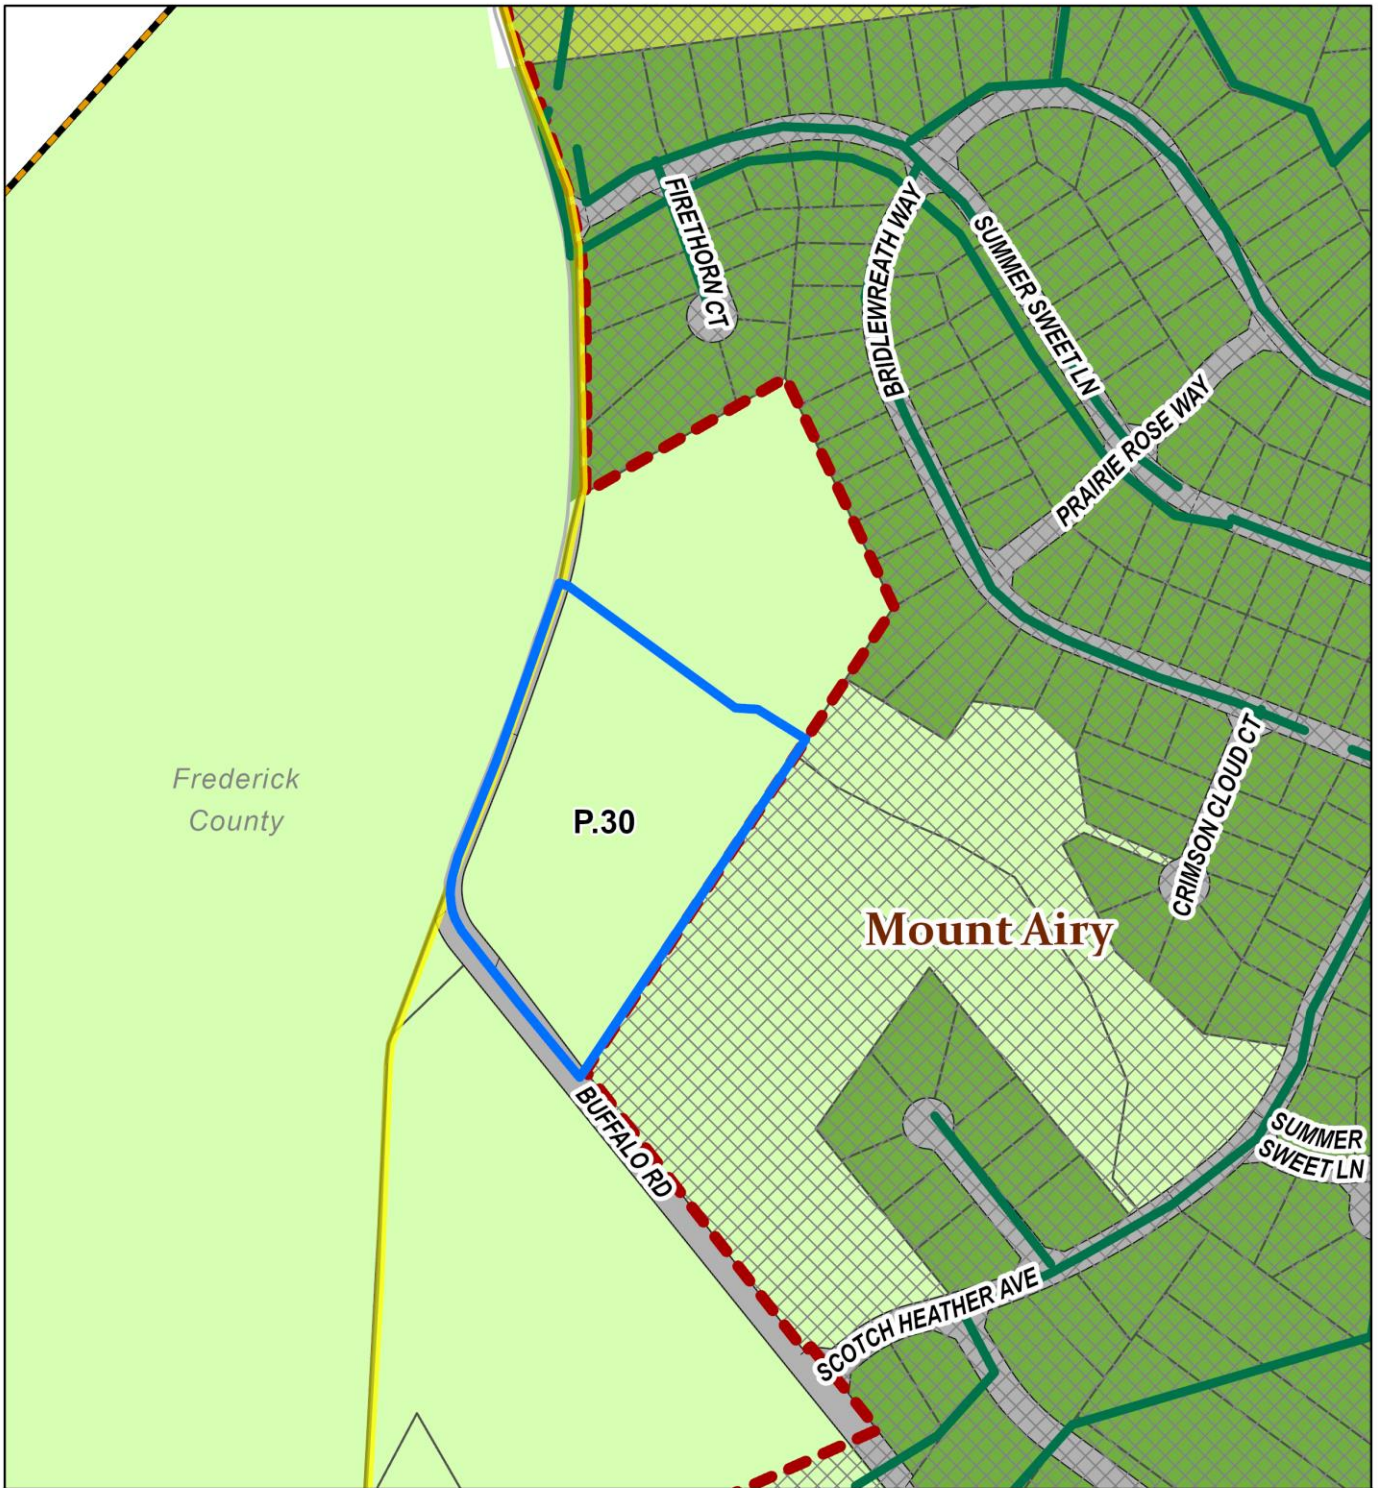 FIRETHORN CT
BRIDLEWREATH WAY
SUMMER SWEET LN
PRAIRIE ROSE WAY
CRIMSON CLOUD CT
Frederick
County
P.30
Mount Airy
BUFFALO RD
SUMMER
SWEET LN
SCOTCH HEATHER AVE